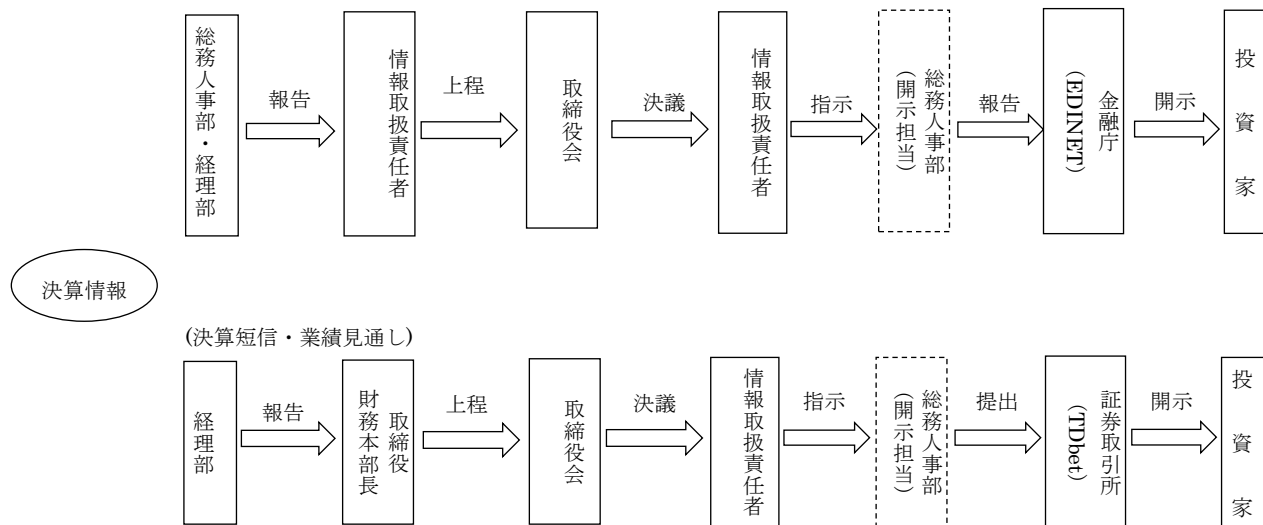 総務人事部・経理部
報告
情報取扱責任者
上程
取締役会
決議
情報取扱責任者
指示
総務人事部
(開示担当)
報告
金融庁
(EDINET)
開示
投資家
決算情報
(決算短信・業績見通し)
経理部
報告
取締役
財務本部長
上程
取締役会
決議
情報取扱責任者
指示
総務人事部
(開示担当)
提出
証券取引所
(TDbet)
開示
投資家